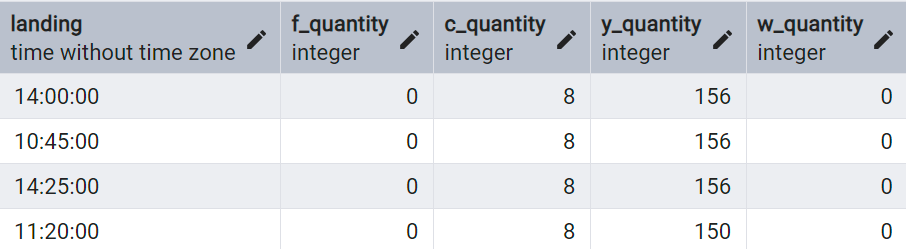 landing f_quantity c_quantity y_quantity w_quantity
time without time zone integer integer integer integer
14:00:00 0 8 156 0
10:45:00 0 8 156 0
14:25:00 0 8 156 0
11:20:00 0 8 150 0